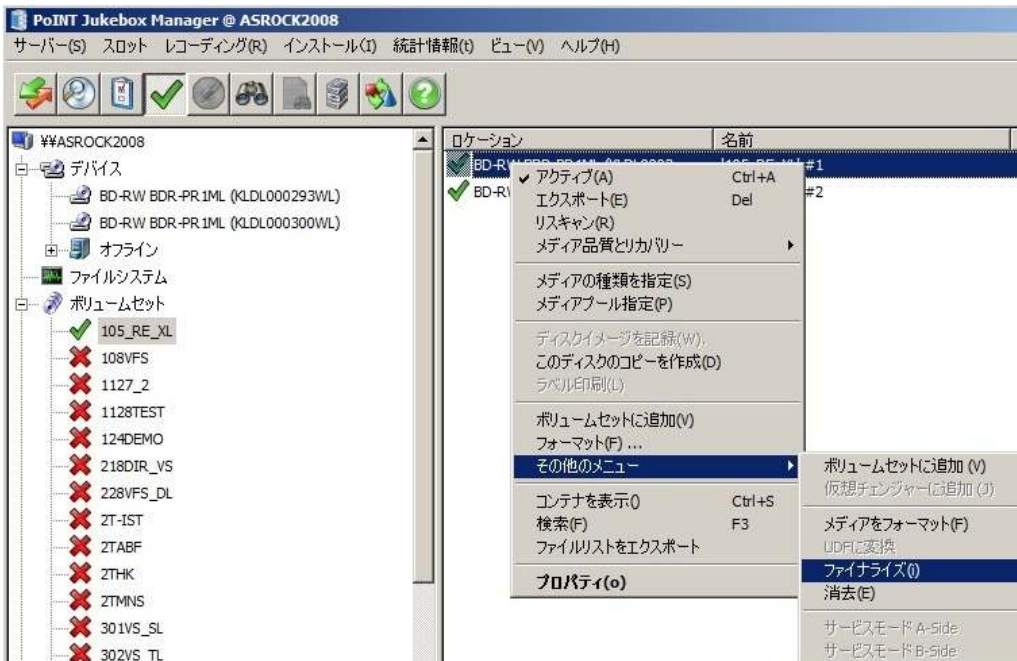 PoINT Jukebox Manager @ ASROCK2008
サーバー(S) スロット レコーディング(R) インストール(I) 統計情報(t) ビュー(V) ヘルプ(H)
¥¥ASROCK2008
デバイス
BD-RW BDR-PR1ML (KLDL000293WL)
BD-RW BDR-PR1ML (KLDL000300WL)
オフライン
ファイルシステム
ボリュームセット
105_RE_XL
108VFS
1127_2
1128TEST
124DEMO
218DIR_VS
228VFS_DL
2T-IST
2TABF
2THK
2TMNS
301VS_SL
302VS_TL
ロケーション 名前
#1
BD-R #2
アクティブ(A) Ctrl+A
エクスポート(E) Del
リスキャン(R)
メディア品質とリカバリー
メディアの種類を指定(S)
メディアプール指定(P)
ディスクイメージを記録(W).
このディスクのコピーを作成(D)
ラベル印刷(L)
ボリュームセットに追加(V)
フォーマット(F) ...
その他のメニュー
コンテナを表示() Ctrl+S
検索(F) F3
ファイルリストをエクスポート
プロパティ(o)
ボリュームセットに追加 (V)
仮想チェンジャーに追加 (J)
メディアをフォーマット(F)
UDFに変換
ファイナライズ(i)
消去(E)
サービスモード A-Side
サービスモード B-Side